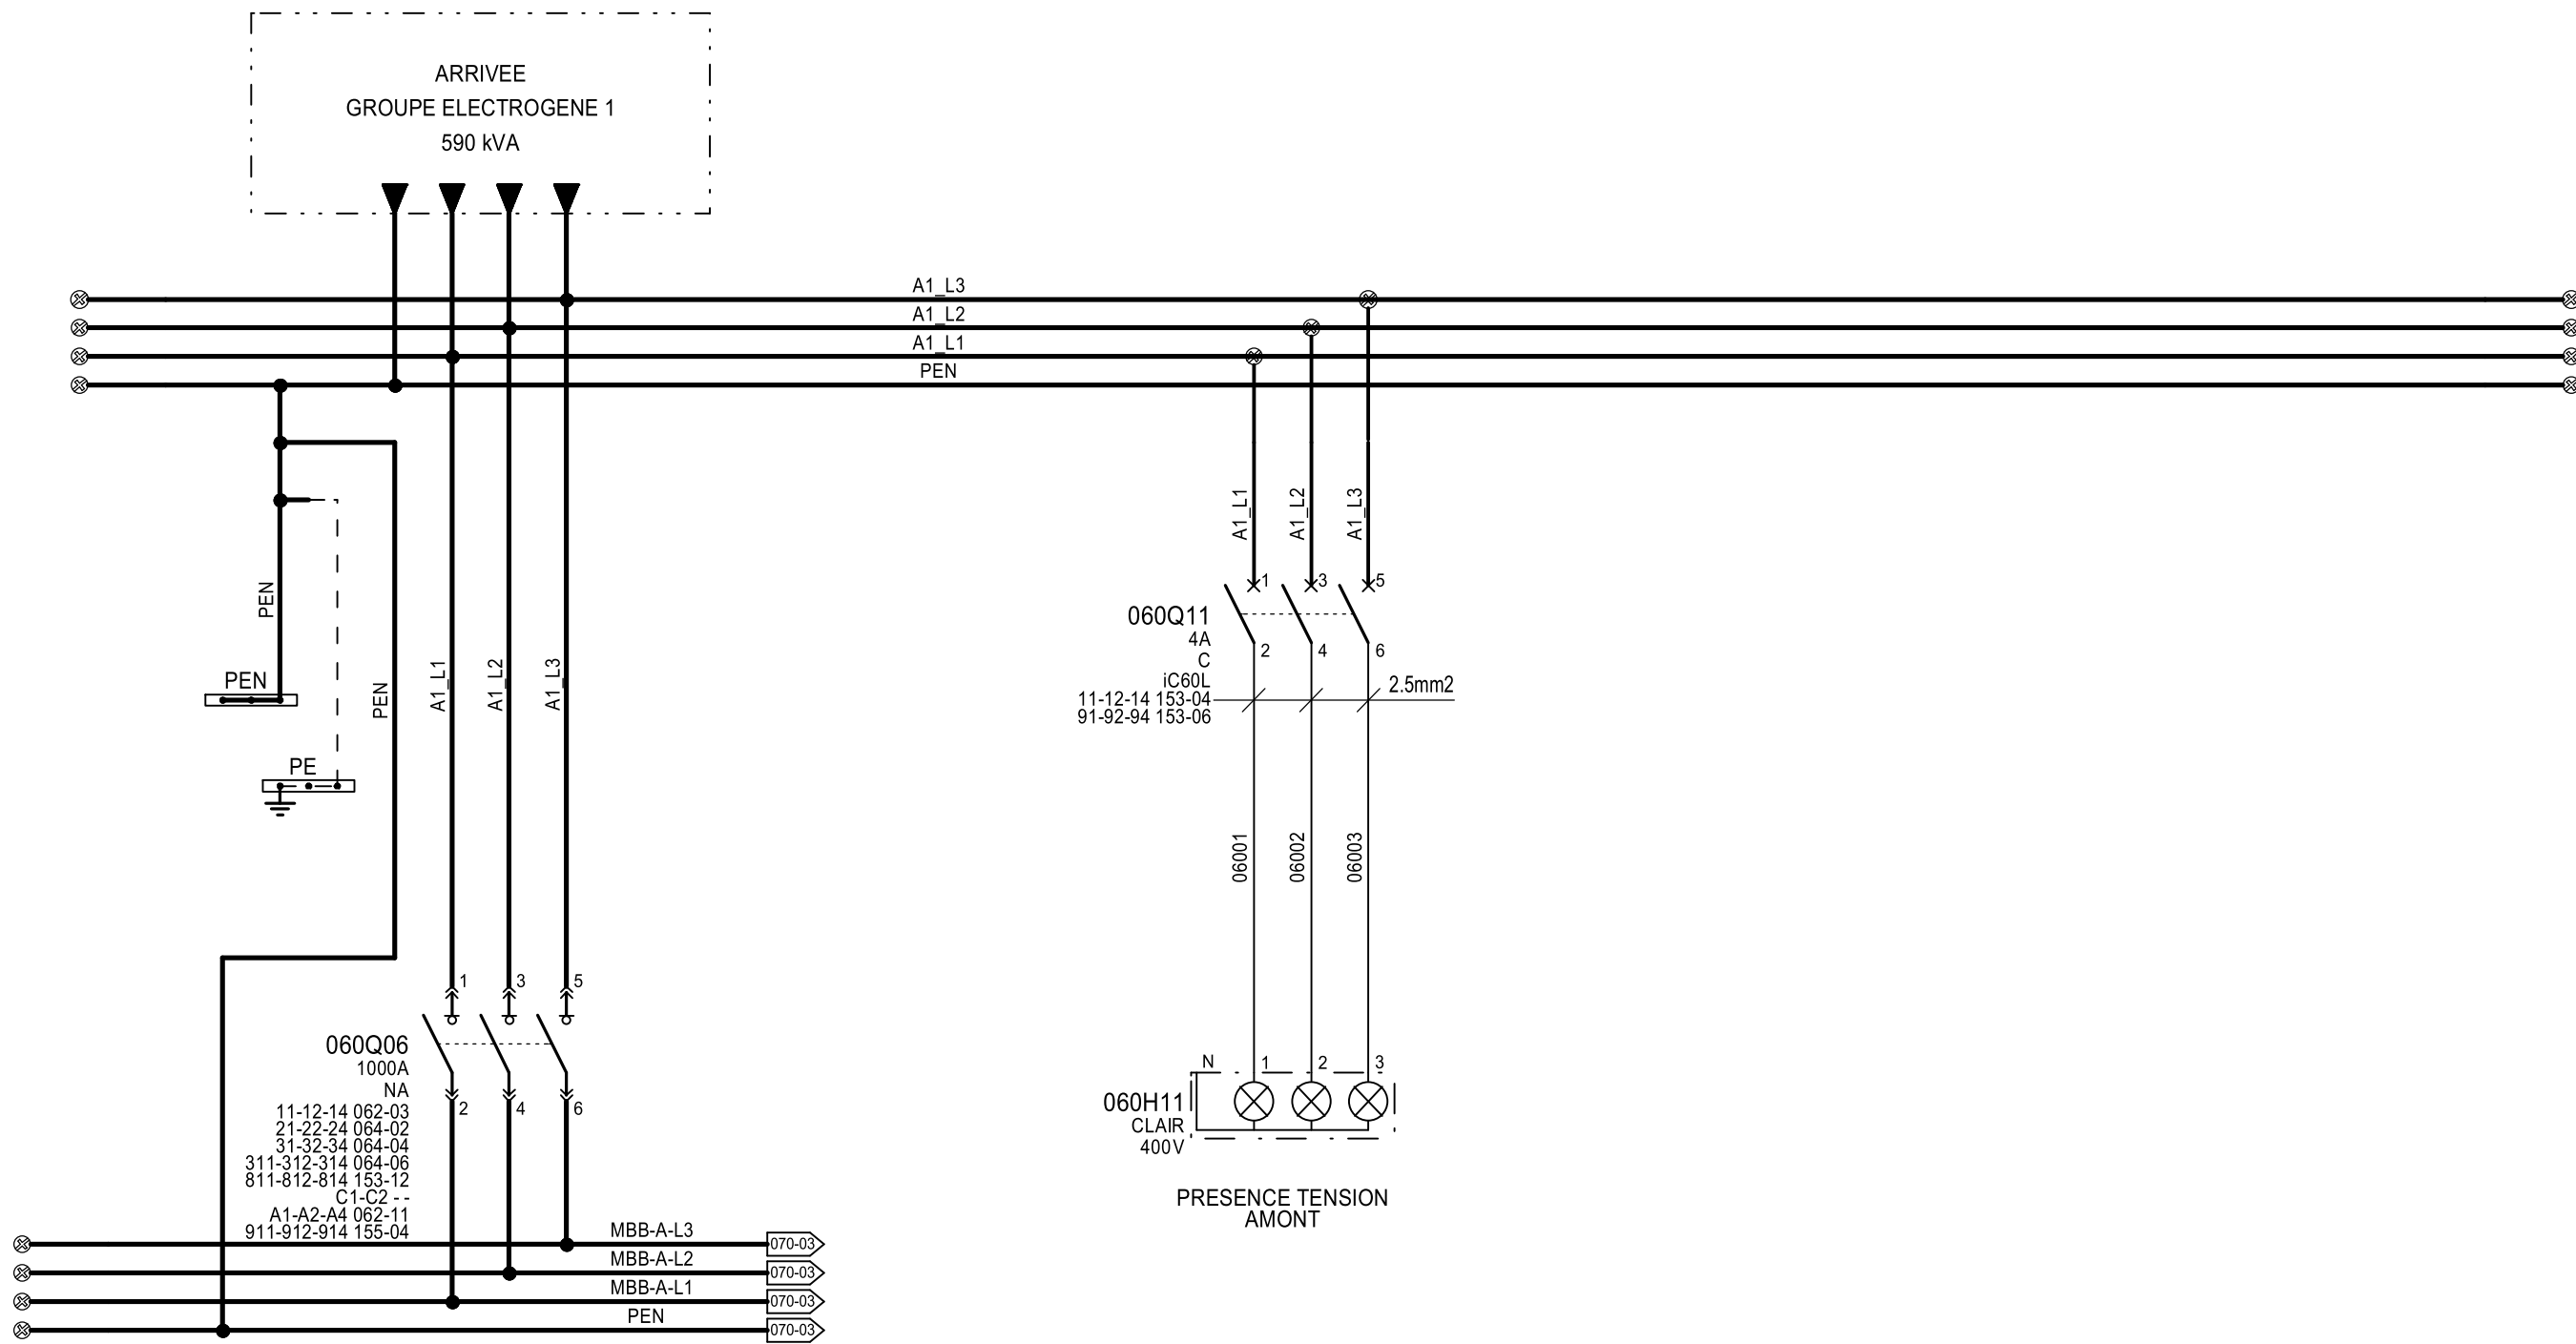 ARRIVEE
GROUPE ELECTROGENE 1
590 kVA
A1_L3
A1_L2
A1_L1
PEN
A1_L1
A1_L2
A1_L3
PEN
PEN
PE
PEN
A1_L1
A1_L2
A1_L3
1
3
5
060Q11
4A
C
iC60L
11-12-14 153-04
91-92-94 153-06
2
4
6
2.5mm2
06001
06002
06003
1
3
5
060Q06
1000A
NA
11-12-14 062-03
21-22-24 064-02
31-32-34 064-04
311-312-314 064-06
811-812-814 153-12
C1-C2 - -
A1-A2-A4 062-11
911-912-914 155-04
2
4
6
N
1
2
3
060H11
CLAIR
400V
PRESENCE TENSION
AMONT
MBB-A-L3
070-03
MBB-A-L2
070-03
MBB-A-L1
070-03
PEN
070-03